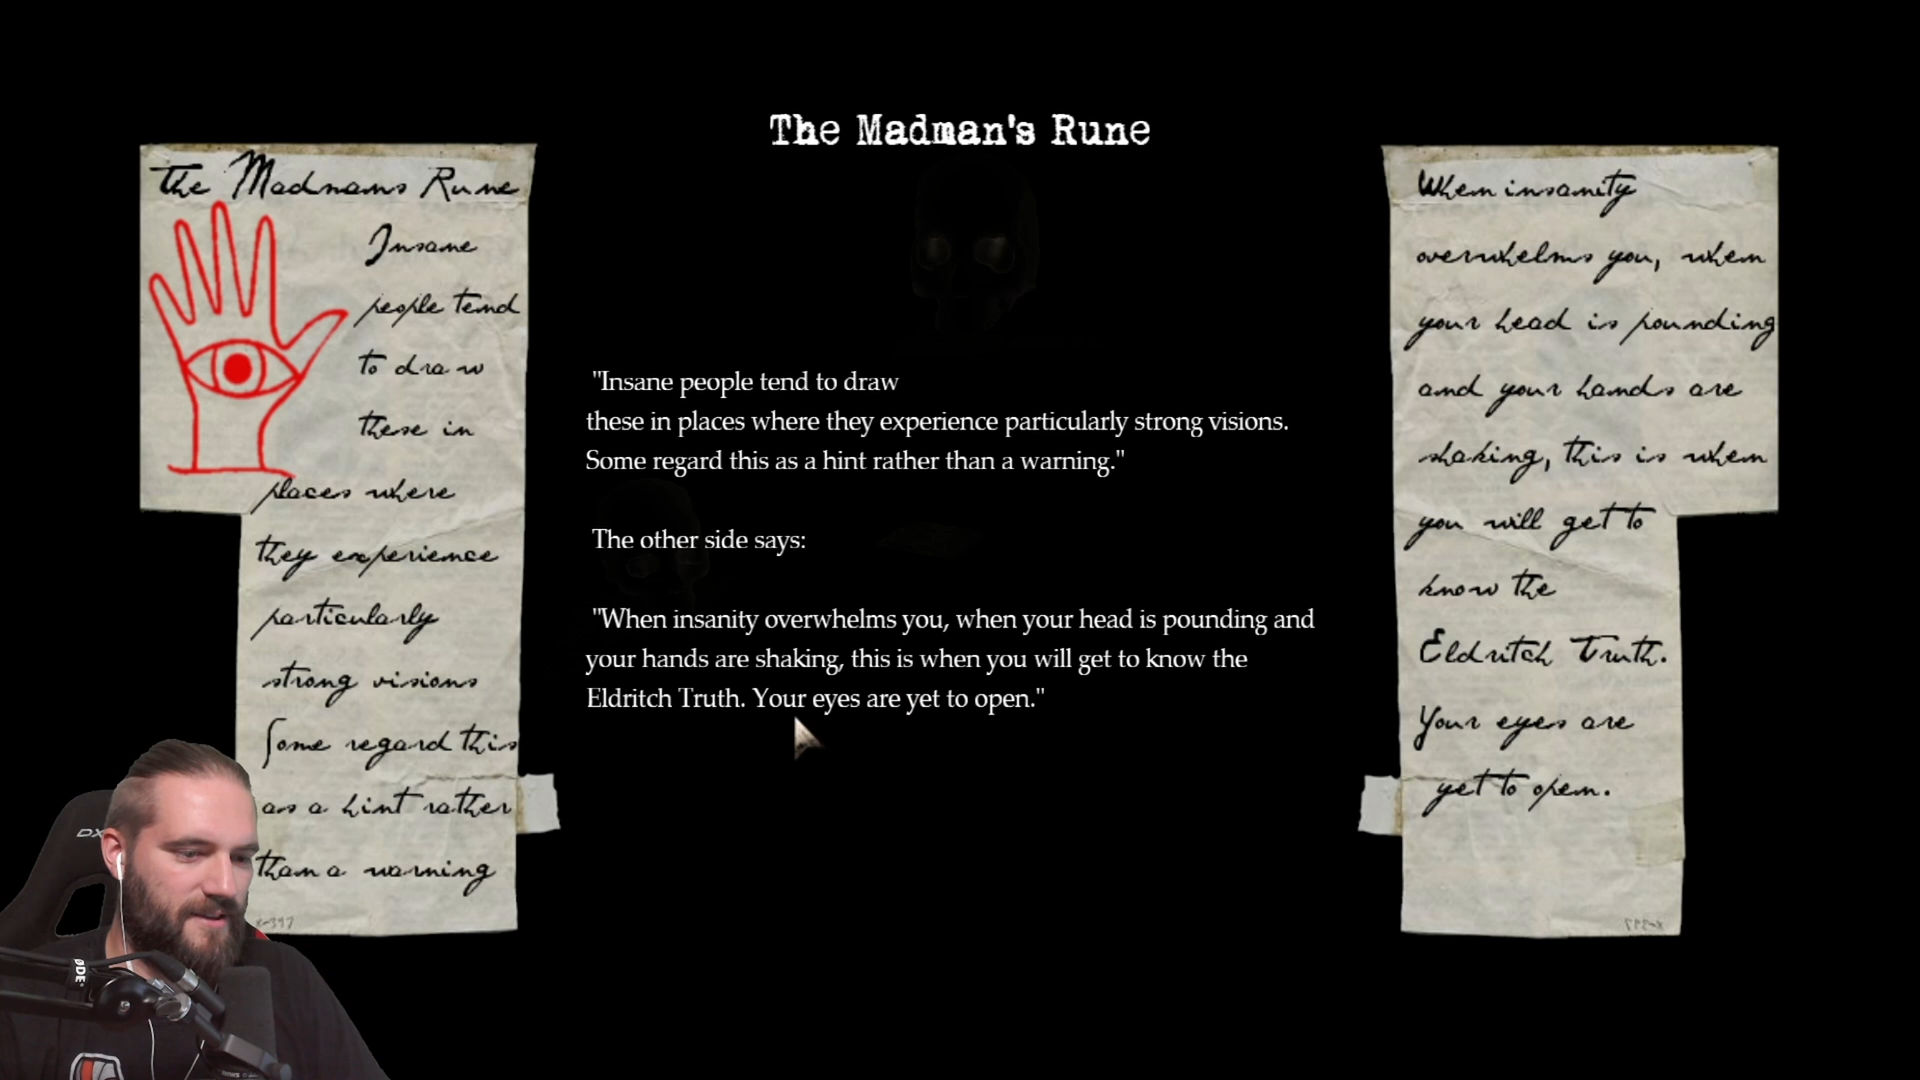 The Madman's Rune
The Madnans Rune
Insane
people tend
to draw
these in
places where
they experience
particularly
strong visions
Some regard this
as a hint rather
than a warning
x-397
"Insane people tend to draw
these in places where they experience particularly strong visions.
Some regard this as a hint rather than a warning."
The other side says:
"When insanity overwhelms you, when your head is pounding and
your hands are shaking, this is when you will get to know the
Eldritch Truth. Your eyes are yet to open."
When insanity
overwhelms you, when
your head is pounding
and your hands are
shaking, this is when
you will get to
know the
Eldritch Truth.
Your eyes are
yet to open.
DX